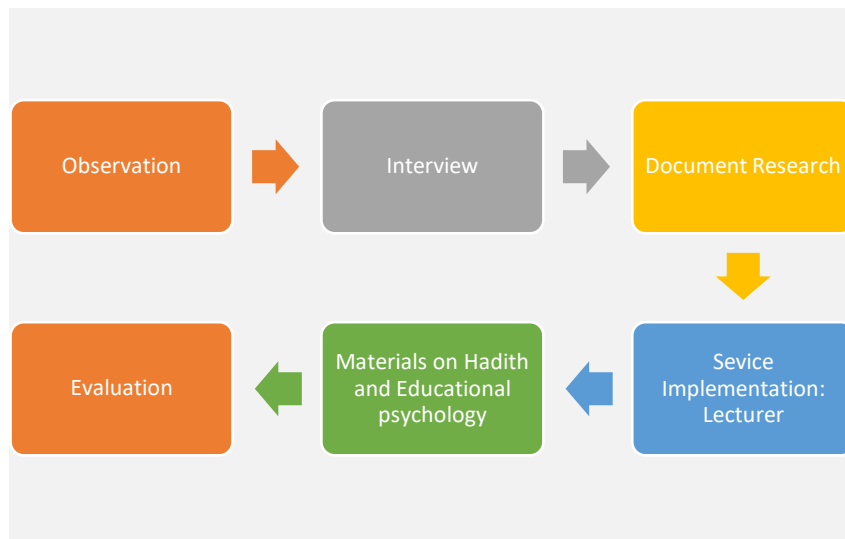 Observation
Interview
Document Research
Sevice
Implementation:
Lecturer
Materials on Hadith
and Educational
psychology
Evaluation